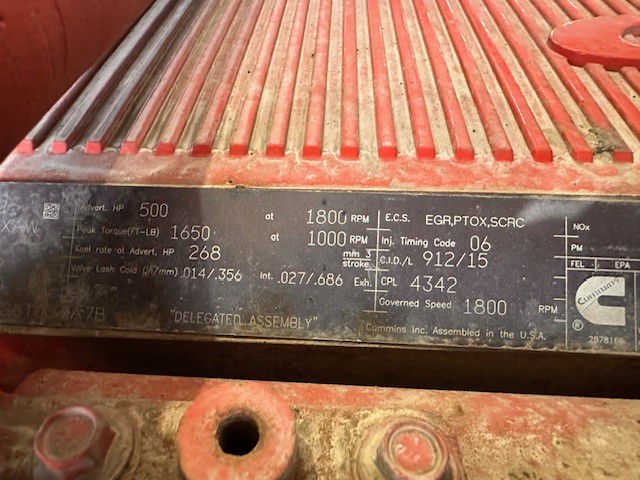 Advert. HP 500 at 1800 RPM
Peak Torque(FT-LB) 1650 at 1000 RPM
Fuel rate at Advert. HP 268 mm 3 stroke
Valve Lash Cold (in/mm) .014/.356 Int. .027/.686 Exh.
"DELEGATED ASSEMBLY"
E.C.S. EGR,PTOX,SCRC
Inj. Timing Code 06
C.I.D./L 912/15
CPL 4342
Governed Speed 1800 RPM
Cummins Inc. Assembled in the U.S.A.
NOx
PM
FEL EPA
Cummins
®